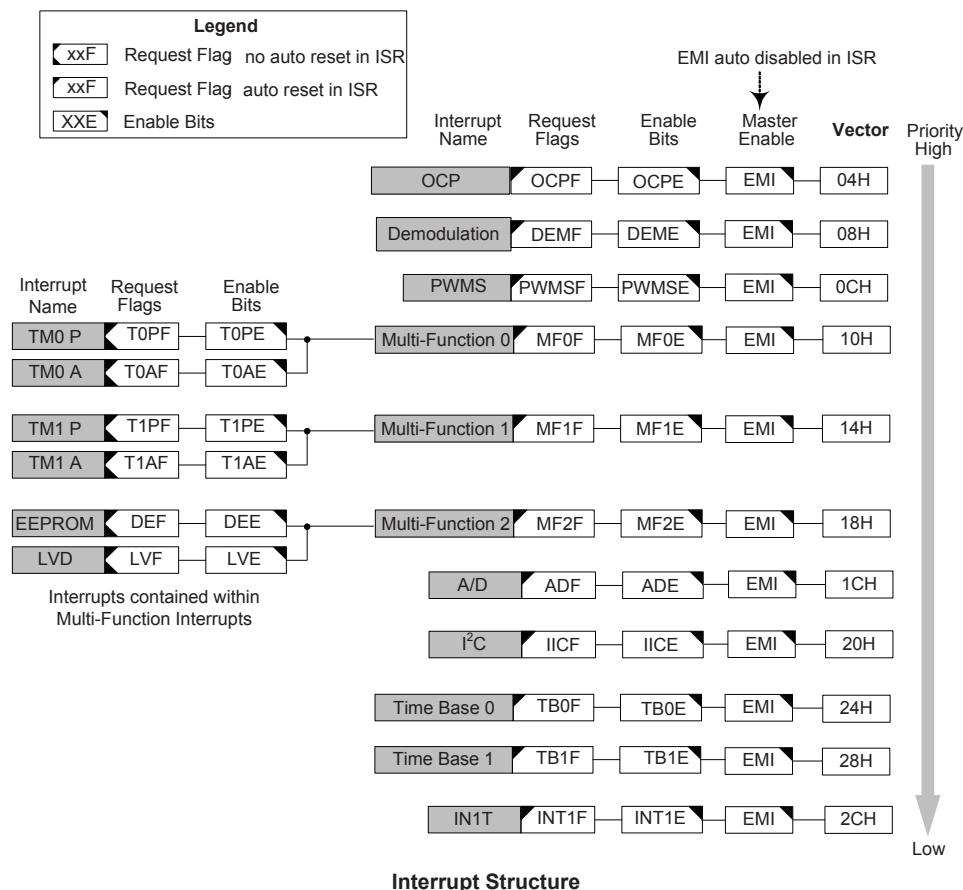 Legend
xxF Request Flag no auto reset in ISR
xxF Request Flag auto reset in ISR
XXE Enable Bits
EMI auto disabled in ISR
Interrupt Name Request Flags Enable Bits Master Enable Vector Priority High
OCP OCPF OCPE EMI 04H
Demodulation DEMF DEME EMI 08H
PWMS PWMSF PWMSE EMI 0CH
Interrupt Name Request Flags Enable Bits
TM0 P T0PF T0PE Multi-Function 0 MF0F MF0E EMI 10H
TM0 A T0AF T0AE
TM1 P T1PF T1PE Multi-Function 1 MF1F MF1E EMI 14H
TM1 A T1AF T1AE
EEPROM DEF DEE Multi-Function 2 MF2F MF2E EMI 18H
LVD LVF LVE
Interrupts contained within
Multi-Function Interrupts
A/D ADF ADE EMI 1CH
I²C IICF IICE EMI 20H
Time Base 0 TB0F TB0E EMI 24H
Time Base 1 TB1F TB1E EMI 28H
IN1T INT1F INT1E EMI 2CH
Low
Interrupt Structure